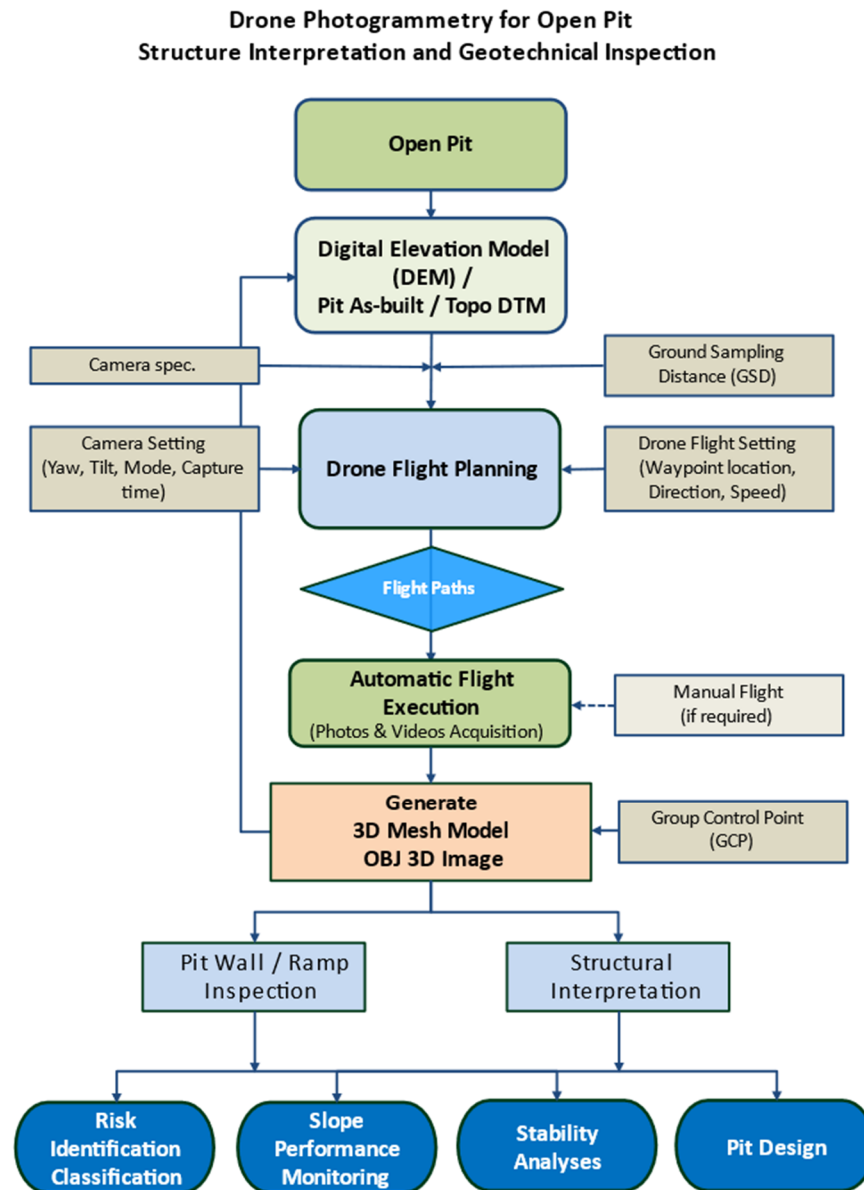 Drone Photogrammetry for Open Pit
Structure Interpretation and Geotechnical Inspection
Open Pit
Digital Elevation Model
(DEM) /
Pit As-built / Topo DTM
Camera spec.
Ground Sampling
Distance (GSD)
Camera Setting
(Yaw, Tilt, Mode, Capture
time)
Drone Flight Planning
Drone Flight Setting
(Waypoint location,
Direction, Speed)
Flight Paths
Automatic Flight
Execution
(Photos & Videos Acquisition)
Manual Flight
(if required)
Generate
3D Mesh Model
OBJ 3D Image
Group Control Point
(GCP)
Pit Wall / Ramp
Inspection
Structural
Interpretation
Risk
Identification
Classification
Slope
Performance
Monitoring
Stability
Analyses
Pit Design